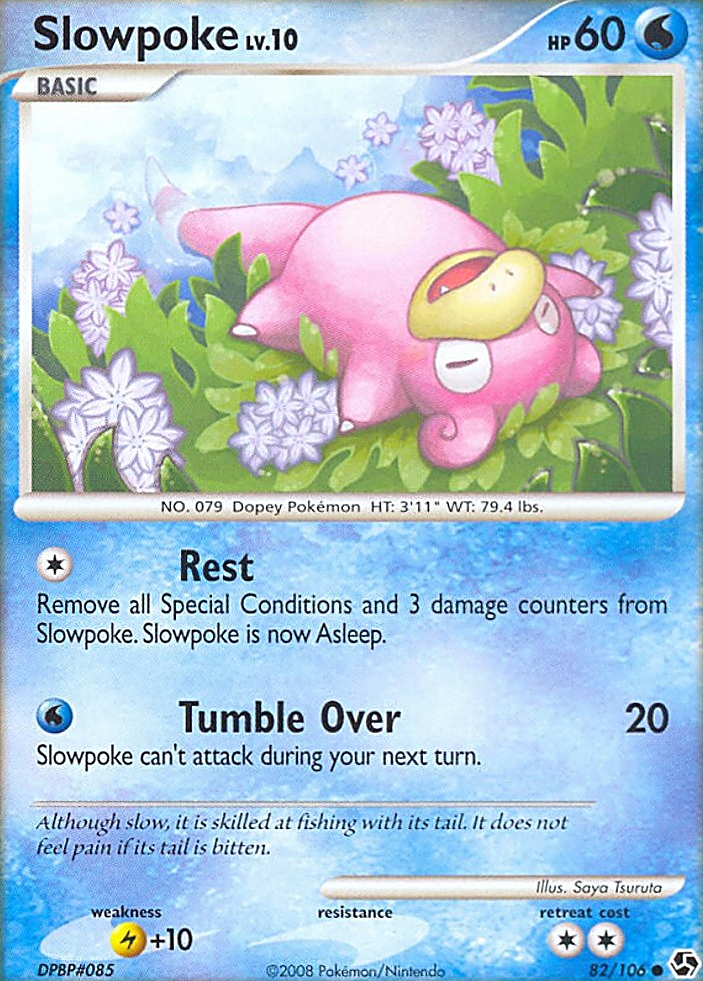 Slowpoke LV.10 HP 60
BASIC
NO. 079 Dopey Pokémon HT: 3'11" WT: 79.4 lbs.
Rest
Remove all Special Conditions and 3 damage counters from
Slowpoke. Slowpoke is now Asleep.
Tumble Over 20
Slowpoke can't attack during your next turn.
Although slow, it is skilled at fishing with its tail. It does not
feel pain if its tail is bitten.
Illus. Saya Tsuruta
weakness resistance retreat cost
+10
DPBP#085 ©2008 Pokémon/Nintendo 82/106